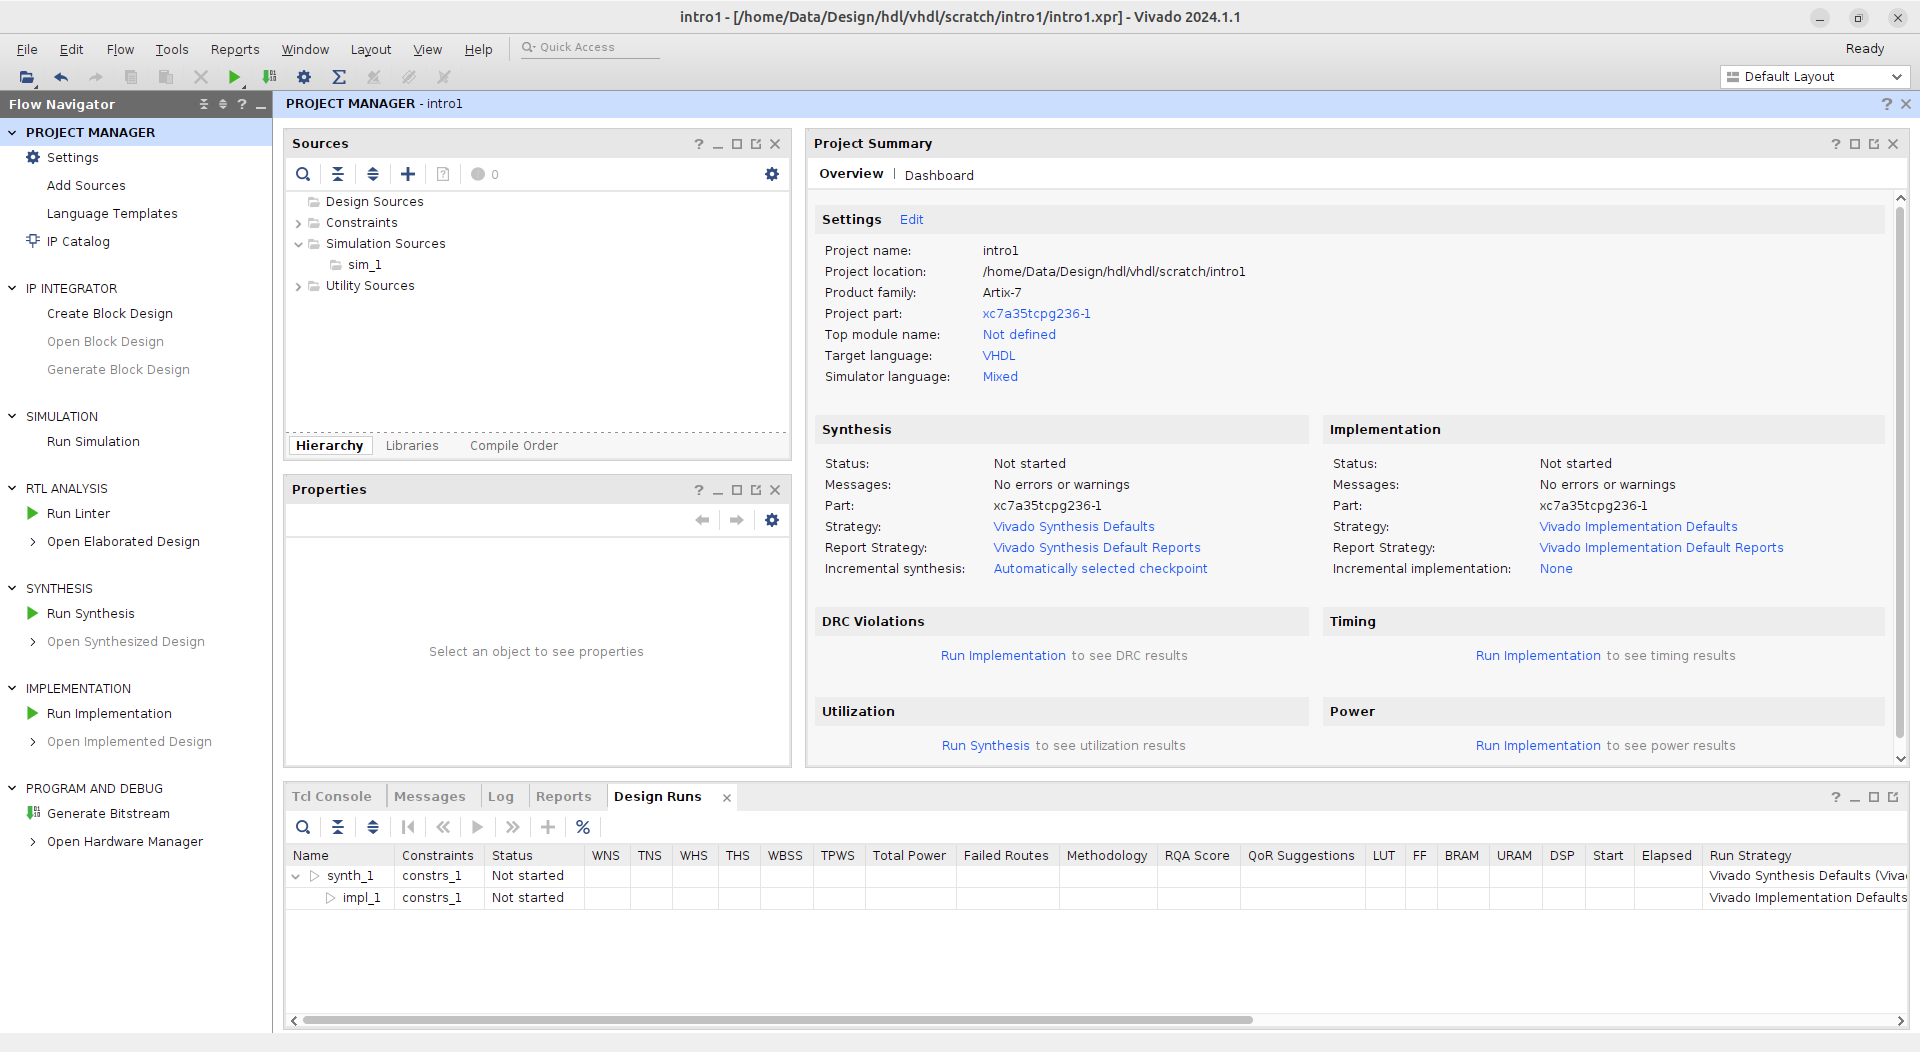 intro1 - [/home/Data/Design/hdl/vhdl/scratch/intro1/intro1.xpr] - Vivado 2024.1.1
File Edit Flow Tools Reports Window Layout View Help Quick Access Ready
Default Layout
Flow Navigator
PROJECT MANAGER
Settings
Add Sources
Language Templates
IP Catalog
IP INTEGRATOR
Create Block Design
Open Block Design
Generate Block Design
SIMULATION
Run Simulation
RTL ANALYSIS
Run Linter
Open Elaborated Design
SYNTHESIS
Run Synthesis
Open Synthesized Design
IMPLEMENTATION
Run Implementation
Open Implemented Design
PROGRAM AND DEBUG
Generate Bitstream
Open Hardware Manager
PROJECT MANAGER - intro1
Sources
0
Design Sources
Constraints
Simulation Sources
sim_1
Utility Sources
Hierarchy Libraries Compile Order
Properties
Select an object to see properties
Project Summary
Overview | Dashboard
Settings Edit
Project name: intro1
Project location: /home/Data/Design/hdl/vhdl/scratch/intro1
Product family: Artix-7
Project part: xc7a35tcpg236-1
Top module name: Not defined
Target language: VHDL
Simulator language: Mixed
Synthesis
Status: Not started
Messages: No errors or warnings
Part: xc7a35tcpg236-1
Strategy: Vivado Synthesis Defaults
Report Strategy: Vivado Synthesis Default Reports
Incremental synthesis: Automatically selected checkpoint
Implementation
Status: Not started
Messages: No errors or warnings
Part: xc7a35tcpg236-1
Strategy: Vivado Implementation Defaults
Report Strategy: Vivado Implementation Default Reports
Incremental implementation: None
DRC Violations
Run Implementation to see DRC results
Timing
Run Implementation to see timing results
Utilization
Run Synthesis to see utilization results
Power
Run Implementation to see power results
Tcl Console Messages Log Reports Design Runs
Name Constraints Status WNS TNS WHS THS WBSS TPWS Total Power Failed Routes Methodology RQA Score QoR Suggestions LUT FF BRAM URAM DSP Start Elapsed Run Strategy
synth_1 constrs_1 Not started Vivado Synthesis Defaults (Viva
impl_1 constrs_1 Not started Vivado Implementation Defaults